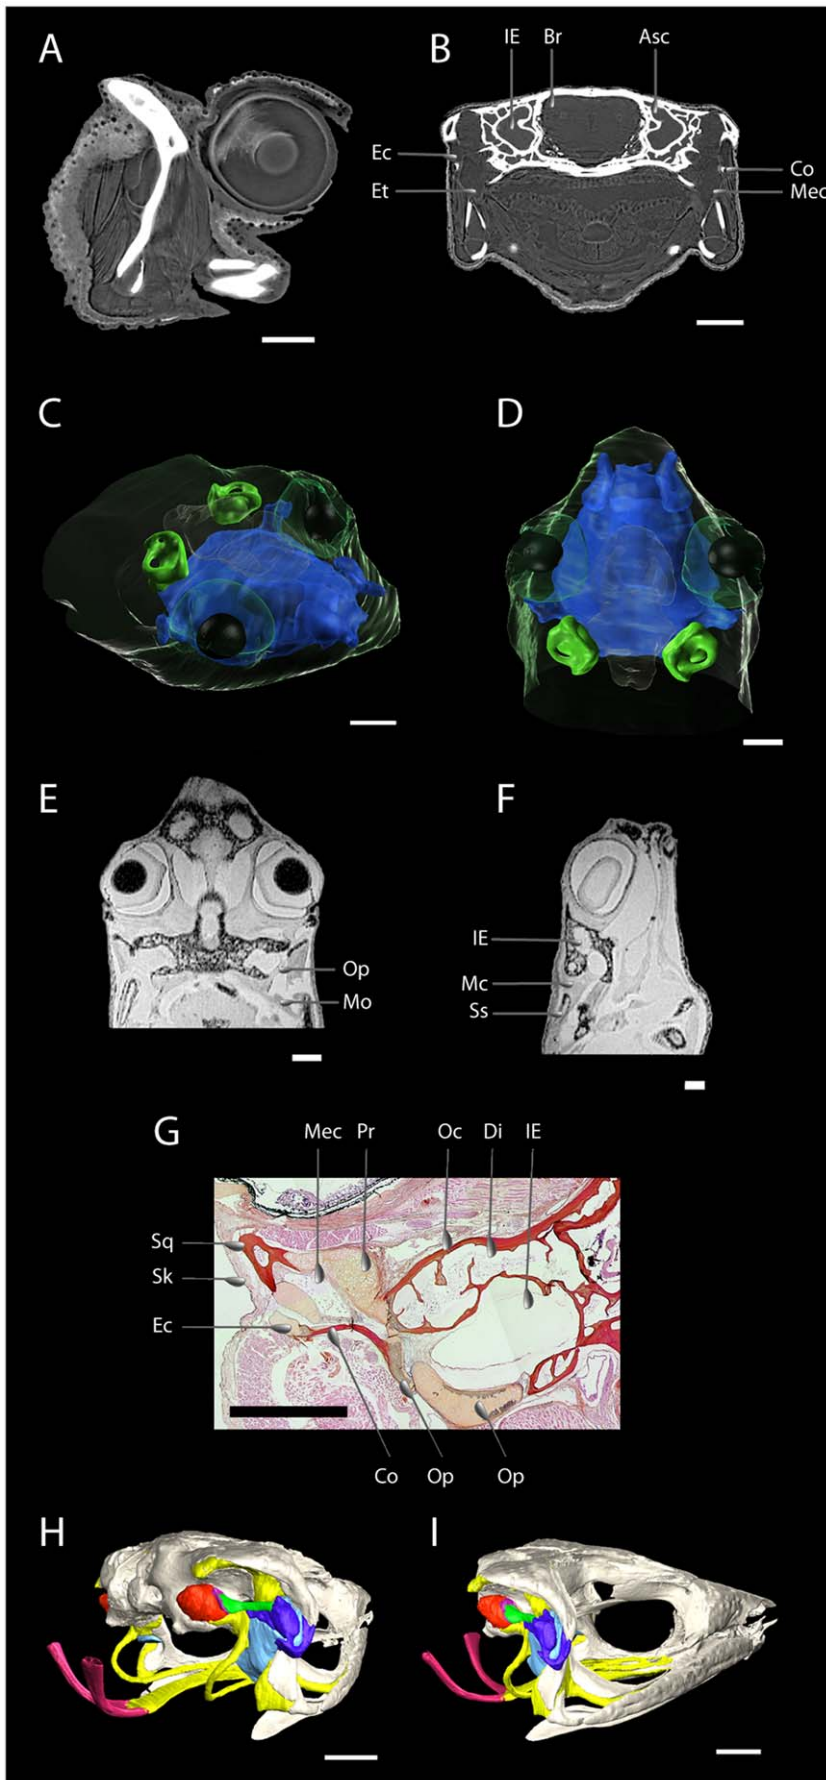 A
B
IE Br Asc
Ec
Co
Et
Mec
C
D
E
F
Op
Mo
IE
Mc
Ss
G
Mec Pr Oc Di IE
Sq
Sk
Ec
Co Op Op
H
I